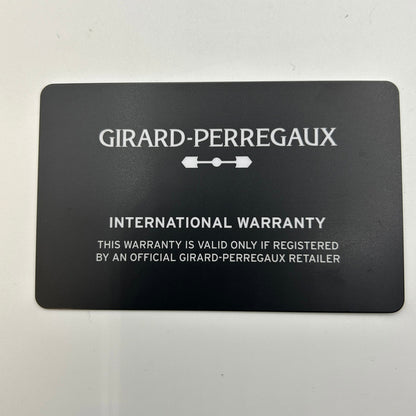 GIRARD-PERREGAUX
INTERNATIONAL WARRANTY
THIS WARRANTY IS VALID ONLY IF REGISTERED
BY AN OFFICIAL GIRARD-PERREGAUX RETAILER